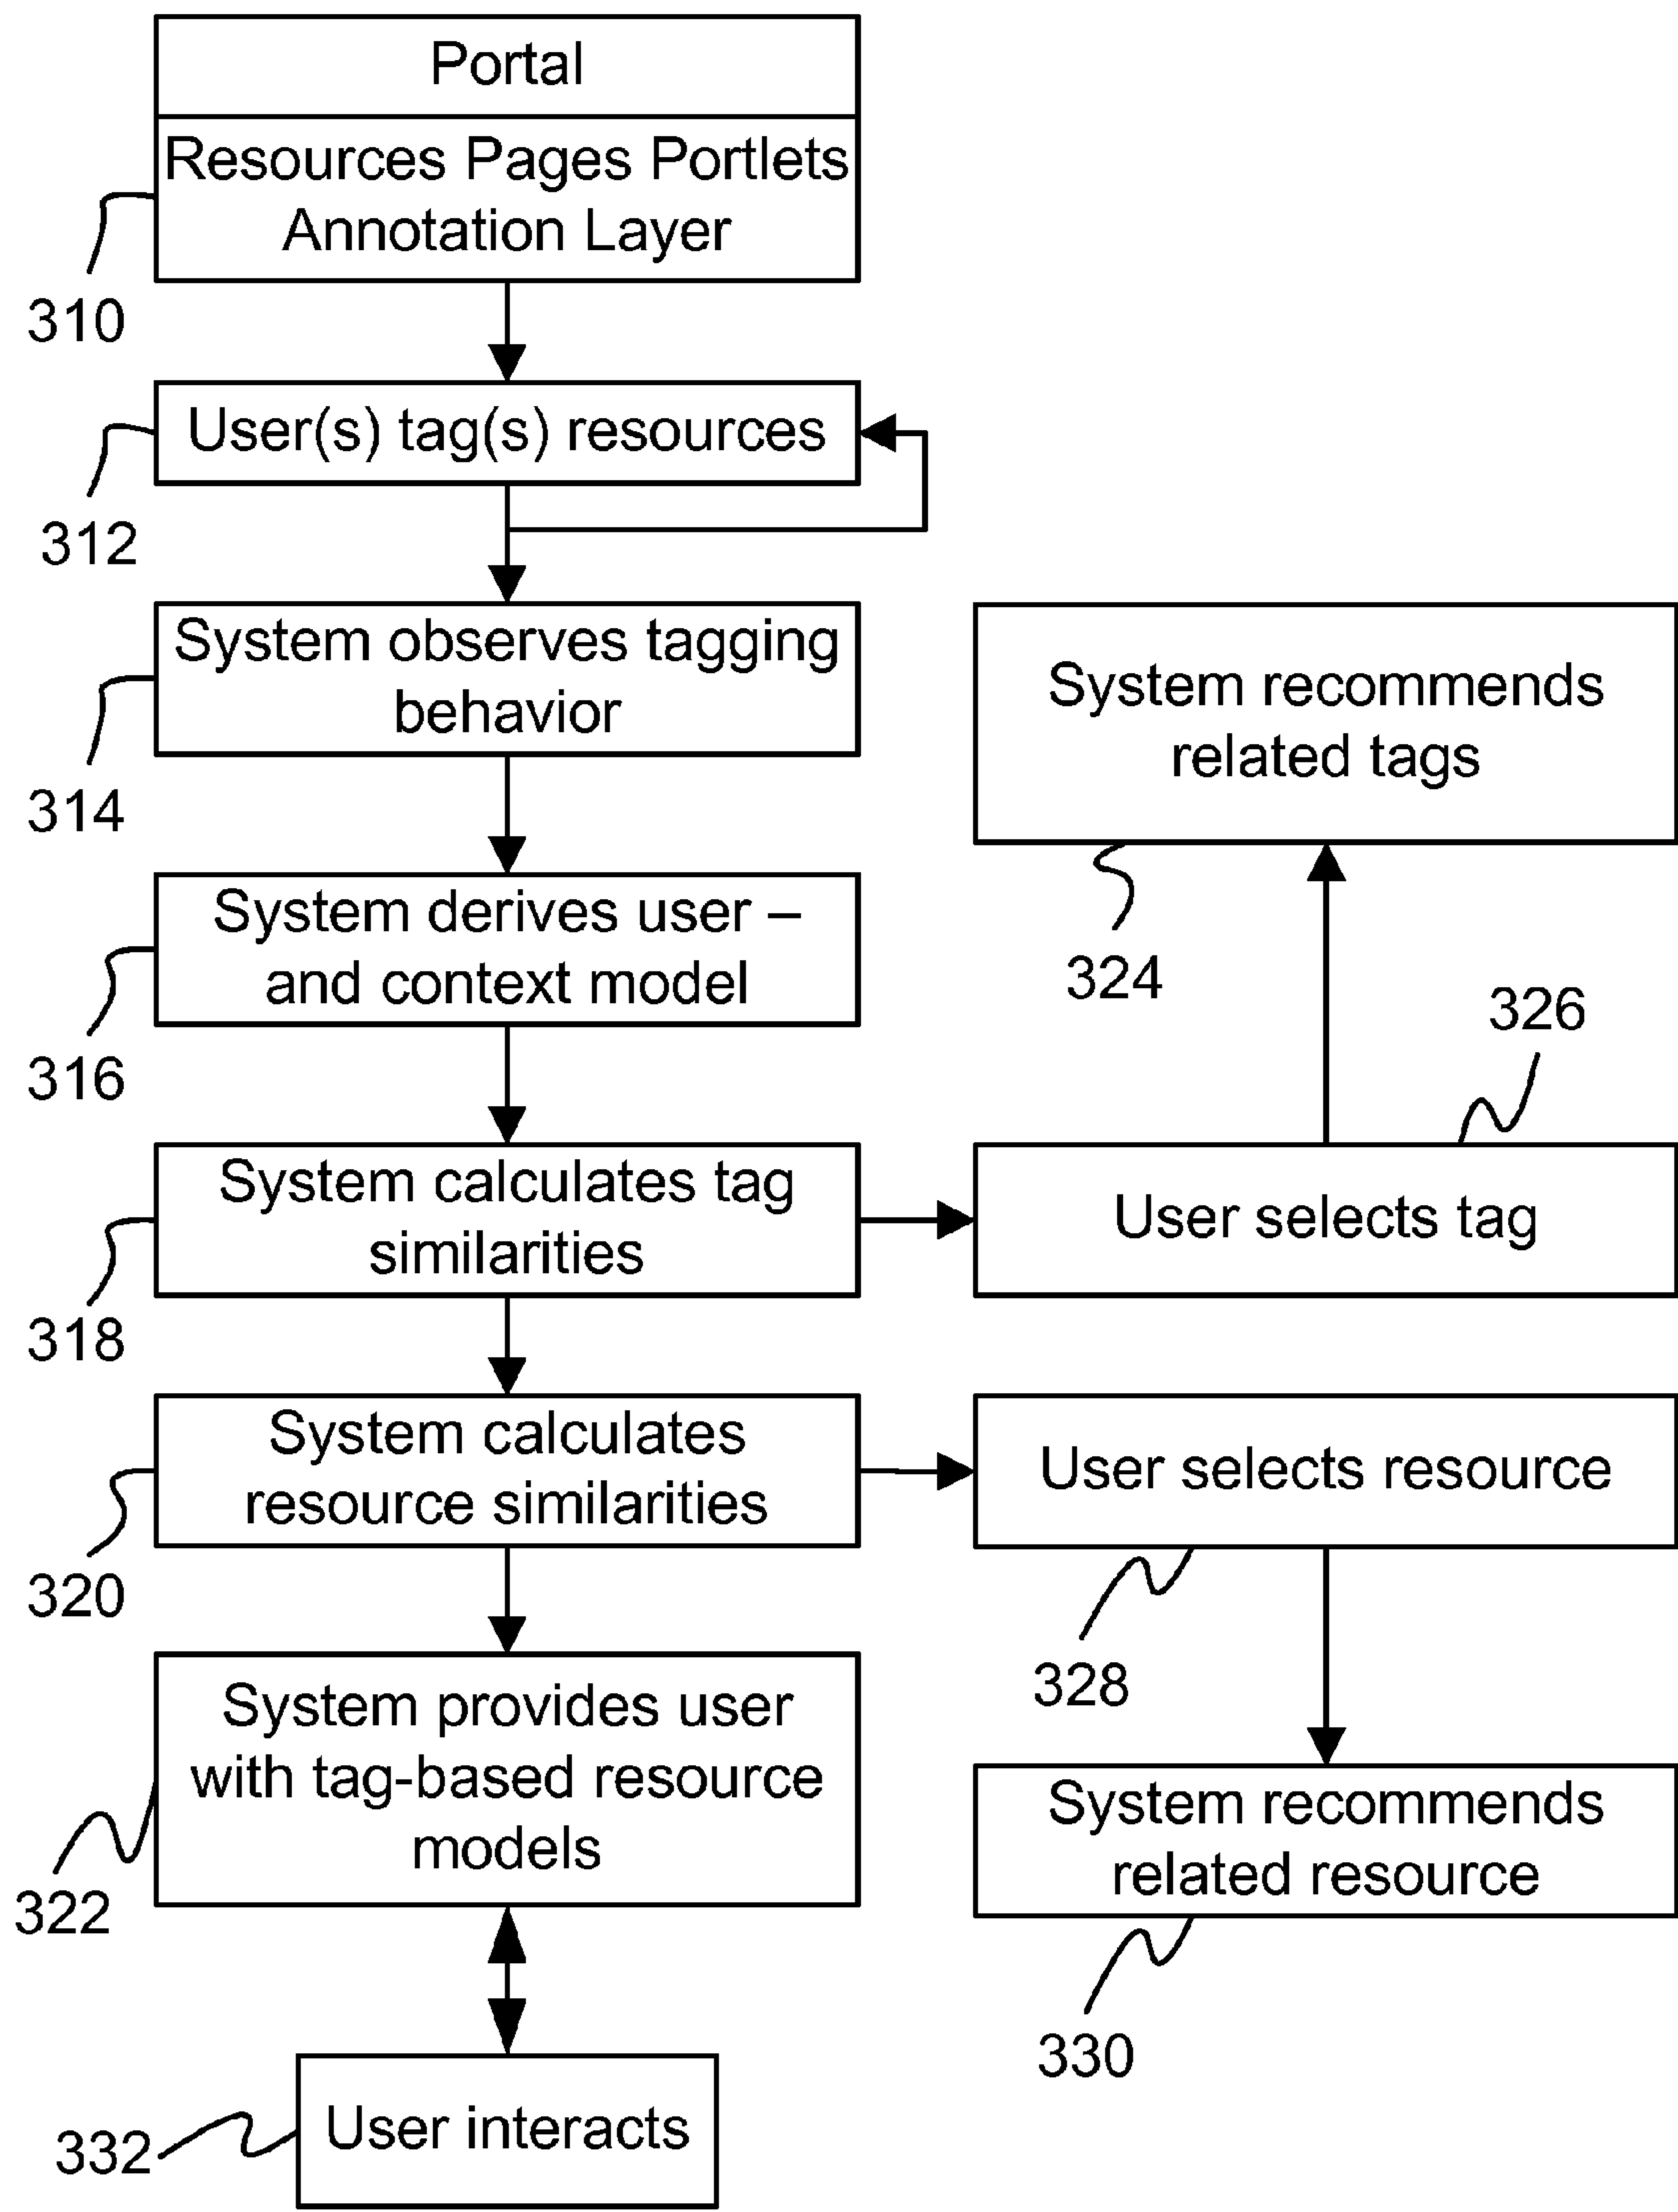 Portal
Resources Pages Portlets
Annotation Layer
310
User(s) tag(s) resources
312
System observes tagging
behavior
314
System derives user –
and context model
316
System calculates tag
similarities
318
System calculates
resource similarities
320
System provides user
with tag-based resource
models
322
User interacts
332
System recommends
related tags
324
326
User selects tag
User selects resource
328
System recommends
related resource
330